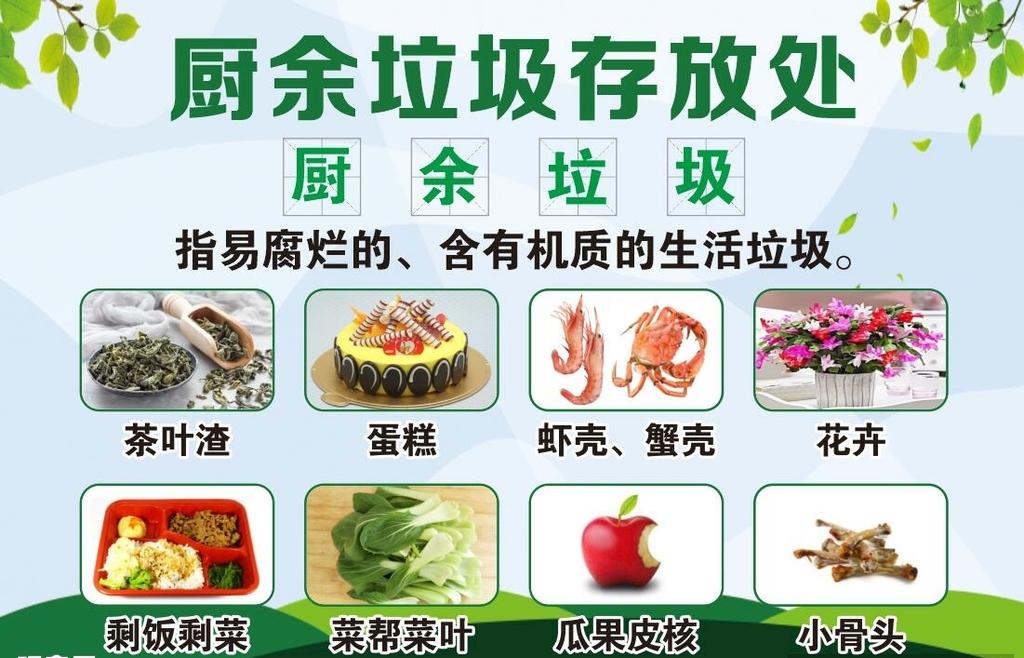 厨余垃圾存放处
厨余垃圾
指易腐烂的、含有机质的生活垃圾。
茶叶渣 蛋糕 虾壳、蟹壳 花卉
剩饭剩菜 菜帮菜叶 瓜果皮核 小骨头